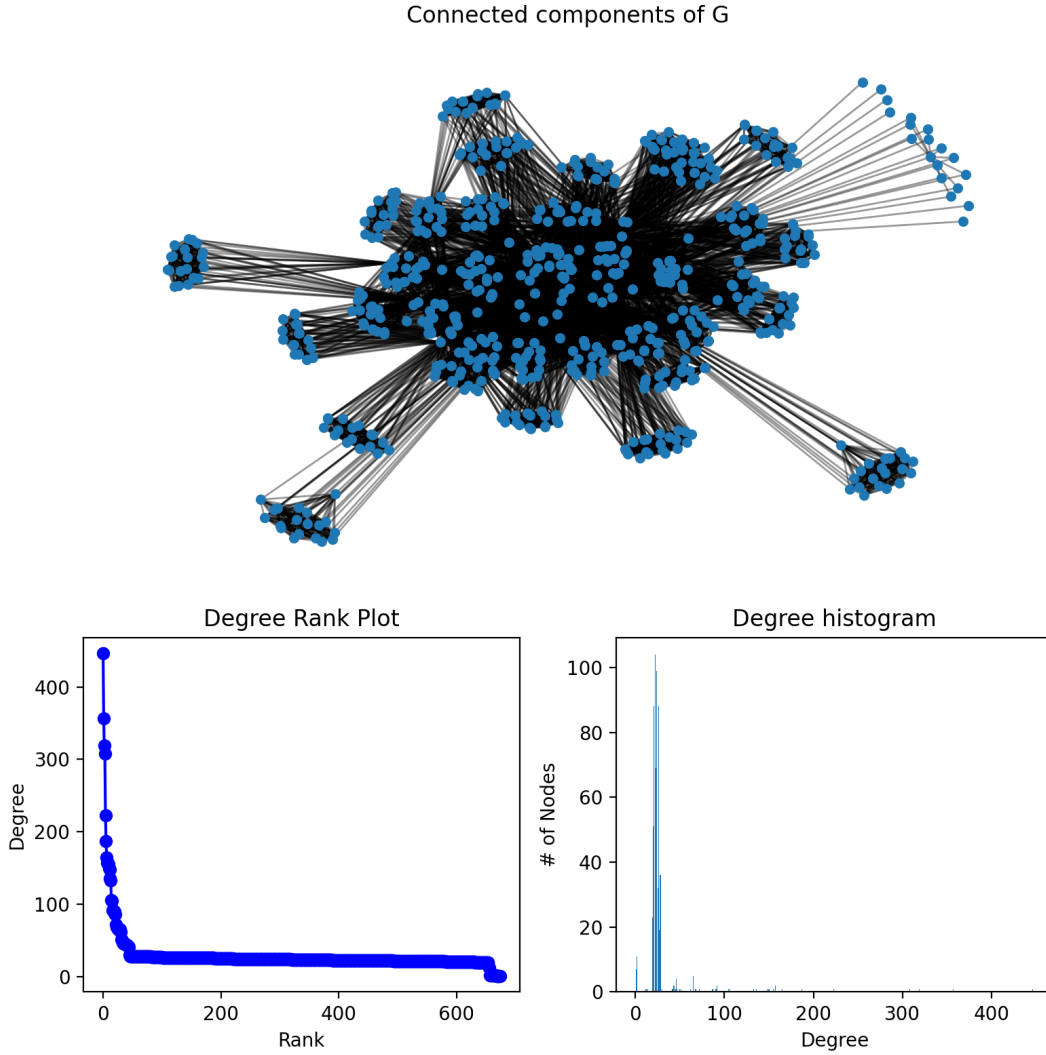 Connected components of G
Degree Rank Plot
Degree histogram
400
300
200
100
0
Degree
0
200
400
600
Rank
100
80
60
40
20
0
# of Nodes
0
100
200
300
400
Degree